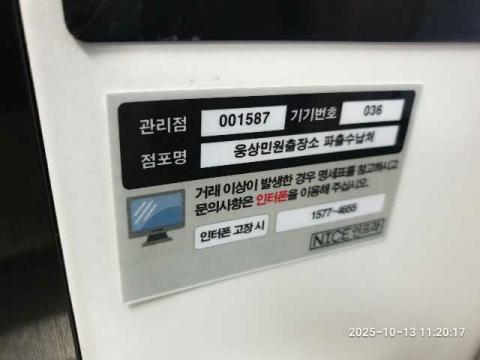 관리점 001587 기기번호 036
점포명 웅상민원출장소 파출수납처
거래 이상이 발생한 경우 명세표를 참고하시고
문의사항은 인터폰을 이용해 주십시오.
인터폰 고장 시 1577-4655
NICE인프라
2025-10-13 11:20:17